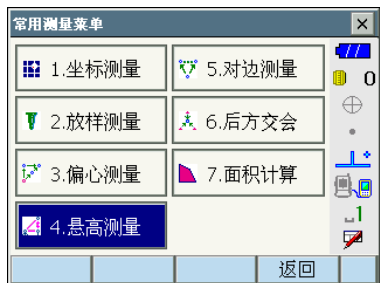 常用测量菜单
1.坐标测量
5.对边测量
2.放样测量
6.后方交会
3.偏心测量
7.面积计算
4.悬高测量
0
1
返回